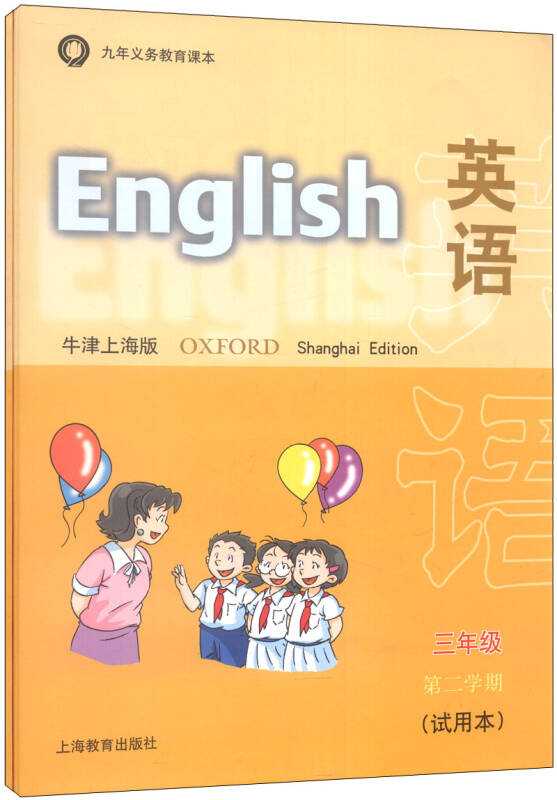 九年义务教育课本
English
英语
牛津上海版 OXFORD Shanghai Edition
三年级
第二学期
(试用本)
上海教育出版社